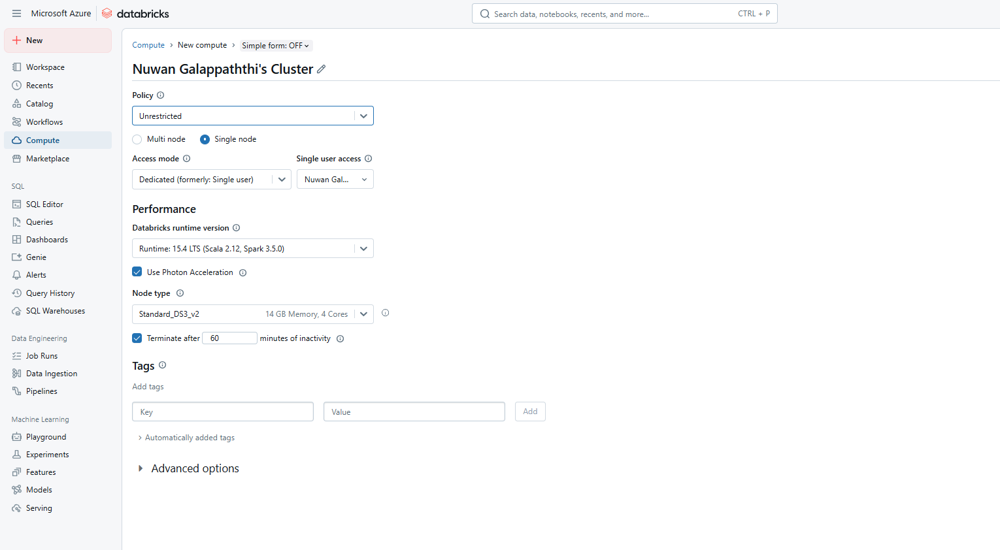 Microsoft Azure databricks
Search data, notebooks, recents, and more... CTRL + P
New
Workspace
Recents
Catalog
Workflows
Compute
Marketplace
SQL
SQL Editor
Queries
Dashboards
Genie
Alerts
Query History
SQL Warehouses
Data Engineering
Job Runs
Data Ingestion
Pipelines
Machine Learning
Playground
Experiments
Features
Models
Serving
Compute > New compute > Simple form: OFF
Nuwan Galappaththi's Cluster
Policy
Unrestricted
Multi node Single node
Access mode Single user access
Dedicated (formerly: Single user) Nuwan Gal...
Performance
Databricks runtime version
Runtime: 15.4 LTS (Scala 2.12, Spark 3.5.0)
Use Photon Acceleration
Node type
Standard_DS3_v2 14 GB Memory, 4 Cores
Terminate after 60 minutes of inactivity
Tags
Add tags
Key Value Add
Automatically added tags
Advanced options